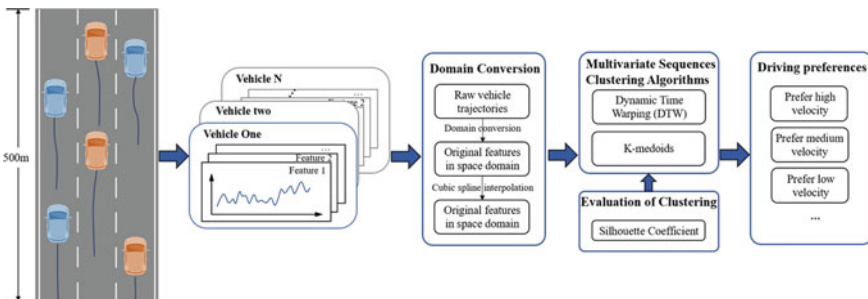 500m
Vehicle N
...
Feature 2
Vehicle two
Vehicle One
...
Feature 2
Feature 1
Domain Conversion
Raw vehicle
trajectories
Domain conversion
Original features
in space domain
Cubic spline interpolation
Original features
in space domain
Multivariate Sequences
Clustering Algorithms
Dynamic Time
Warping (DTW)
K-medoids
Evaluation of Clustering
Silhouette Coefficient
Driving preferences
Prefer high
velocity
Prefer medium
velocity
Prefer low
velocity
...